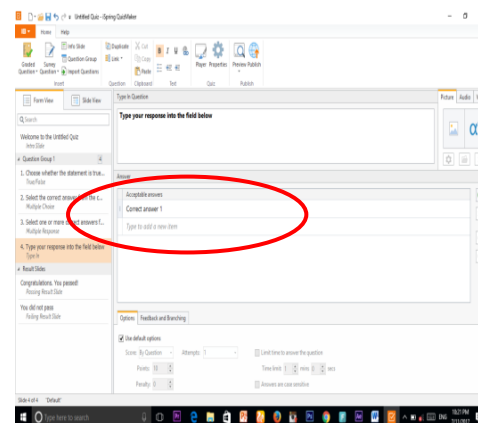 Untitled Quiz - iSpring QuizMaker
Home Help
Info Slide
Question Group
Import Questions
Graded Question
Survey Question
Duplicate
Link
Cut
Copy
Paste
B I U
Player Properties Preview Publish
Insert Question Clipboard Text Quiz Publish
Form View Slide View
Search
Welcome to the Untitled Quiz
Intro Slide
Question Group 1
1. Choose whether the statement is true...
True/False
2. Select the correct answer from the c...
Multiple Choice
3. Select one or more correct answers f...
Multiple Response
4. Type your response into the field below
Type In
Result Slides
Congratulations, You passed!
Passing Result Slide
You did not pass
Failing Result Slide
Type In Question
Type your response into the field below
Picture Audio
Answer
Acceptable answers
Correct answer 1
Type to add a new item
Options Feedback and Branching
Use default options
Score: By Question Attempts: 1
Limit time to answer the question
Points: 10
Time limit: 1 mins 0 secs
Penalty: 0
Answers are case sensitive
Slide 4 of 4 'Default'
Type here to search
ENG
10:21 PM